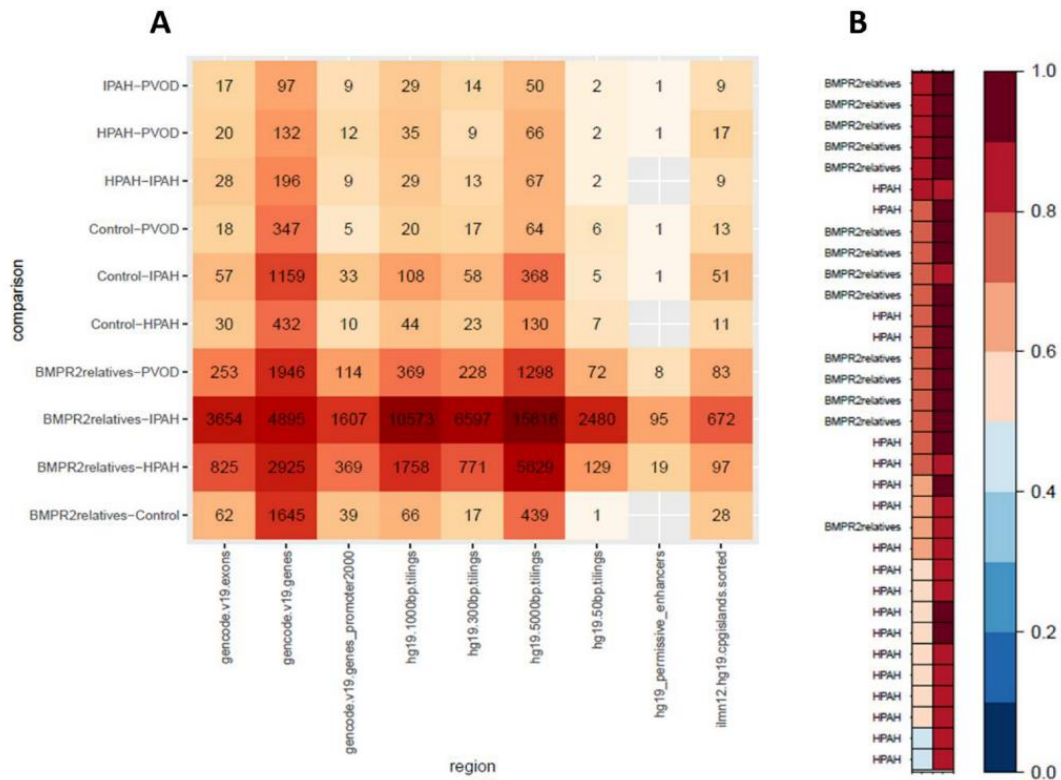 A
B
IPAH-PVOD 17 97 9 29 14 50 2 1 9
HPAH-PVOD 20 132 12 35 9 66 2 1 17
HPAH-IPAH 28 196 9 29 13 67 2 9
Control-PVOD 18 347 5 20 17 64 6 1 13
Control-IPAH 57 1159 33 108 58 368 5 1 51
Control-HPAH 30 432 10 44 23 130 7 11
BMPR2relatives-PVOD 253 1946 114 369 228 1298 72 8 83
BMPR2relatives-IPAH 3654 4895 1607 10573 6597 15616 2480 95 672
BMPR2relatives-HPAH 825 2925 369 1758 771 5629 129 19 97
BMPR2relatives-Control 62 1645 39 66 17 439 1 28
comparison
gencode.v19.exons
gencode.v19.genes
gencode.v19.genes_promoter2000
hg19.1000bp.tilings
hg19.300bp.tilings
hg19.5000bp.tilings
hg19.50bp.tilings
hg19_permissive_enhancers
ilmn12.hg19.cpgislands.sorted
region
BMPR2relatives
BMPR2relatives
BMPR2relatives
BMPR2relatives
BMPR2relatives
HPAH
HPAH
BMPR2relatives
BMPR2relatives
BMPR2relatives
BMPR2relatives
HPAH
HPAH
BMPR2relatives
BMPR2relatives
BMPR2relatives
BMPR2relatives
HPAH
HPAH
HPAH
HPAH
BMPR2relatives
HPAH
HPAH
HPAH
HPAH
HPAH
HPAH
HPAH
HPAH
HPAH
HPAH
HPAH
1.0
0.8
0.6
0.4
0.2
0.0